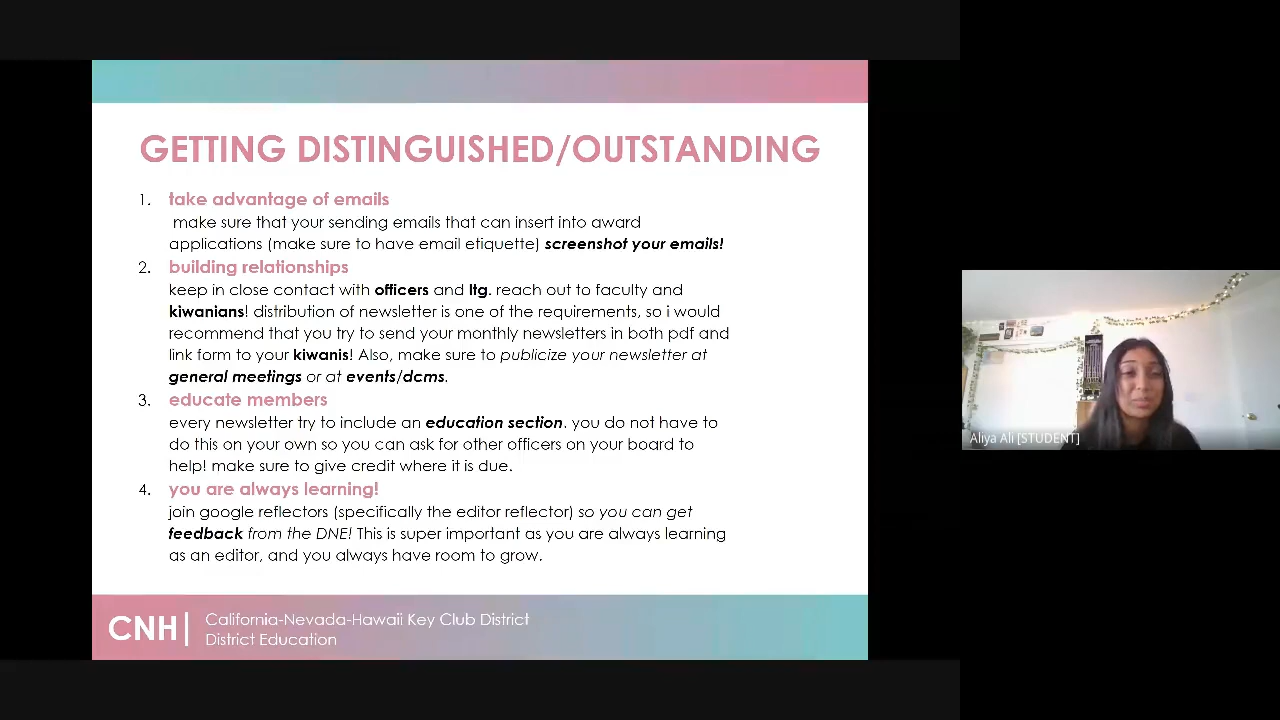 GETTING DISTINGUISHED/OUTSTANDING
1. take advantage of emails
make sure that your sending emails that can insert into award
applications (make sure to have email etiquette) screenshot your emails!
2. building relationships
keep in close contact with officers and ltg. reach out to faculty and
kiwanians! distribution of newsletter is one of the requirements, so i would
recommend that you try to send your monthly newsletters in both pdf and
link form to your kiwanis! Also, make sure to publicize your newsletter at
general meetings or at events/dcms.
3. educate members
every newsletter try to include an education section. you do not have to
do this on your own so you can ask for other officers on your board to
help! make sure to give credit where it is due.
4. you are always learning!
join google reflectors (specifically the editor reflector) so you can get
feedback from the DNE! This is super important as you are always learning
as an editor, and you always have room to grow.
CNH| California-Nevada-Hawaii Key Club District
District Education
Aliya Ali [STUDENT]